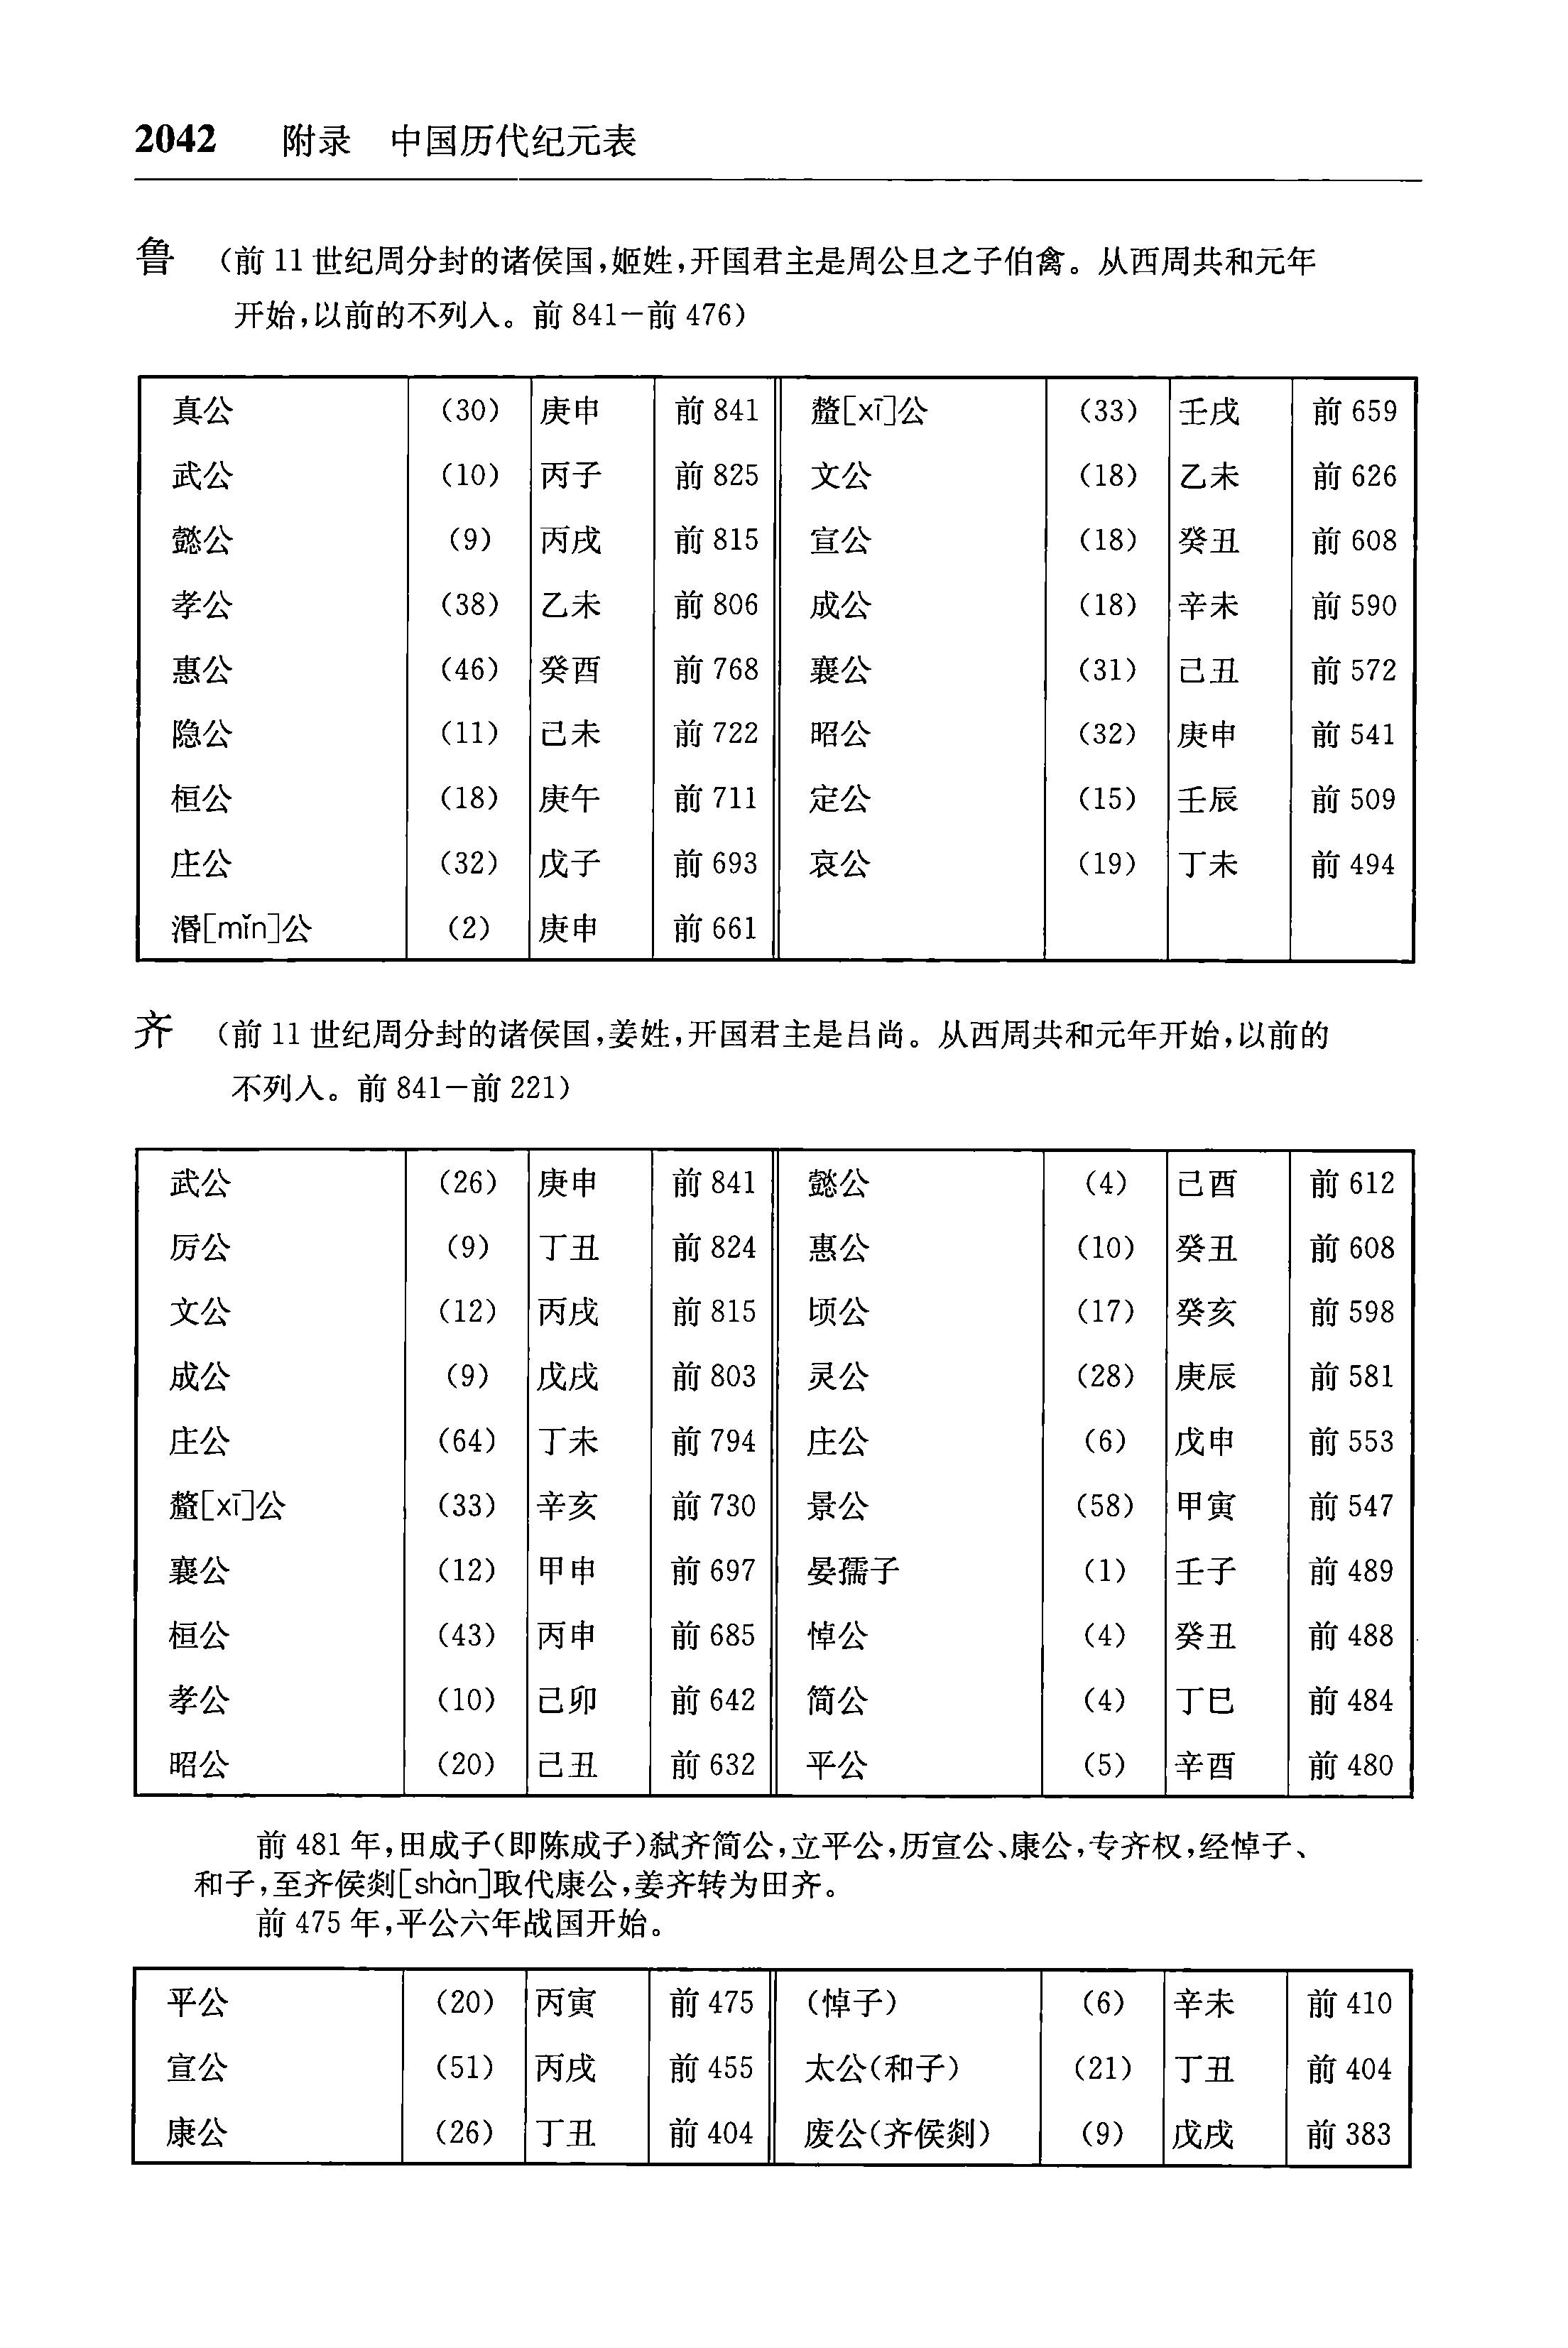 2042 附录 中国历代纪元表
鲁 (前 11 世纪周分封的诸侯国,姬姓,开国君主是周公旦之子伯禽。从西周共和元年
开始,以前的不列入。前 841—前 476)
真公 (30) 庚申 前 841 釐[xī]公 (33) 壬戌 前 659
武公 (10) 丙子 前 825 文公 (18) 乙未 前 626
懿公 (9) 丙戌 前 815 宣公 (18) 癸丑 前 608
孝公 (38) 乙未 前 806 成公 (18) 辛未 前 590
惠公 (46) 癸酉 前 768 襄公 (31) 己丑 前 572
隐公 (11) 己未 前 722 昭公 (32) 庚申 前 541
桓公 (18) 庚午 前 711 定公 (15) 壬辰 前 509
庄公 (32) 戊子 前 693 哀公 (19) 丁未 前 494
湣[mǐn]公 (2) 庚申 前 661
齐 (前 11 世纪周分封的诸侯国,姜姓,开国君主是吕尚。从西周共和元年开始,以前的
不列入。前 841—前 221)
武公 (26) 庚申 前 841 懿公 (4) 己酉 前 612
厉公 (9) 丁丑 前 824 惠公 (10) 癸丑 前 608
文公 (12) 丙戌 前 815 顷公 (17) 癸亥 前 598
成公 (9) 戊戌 前 803 灵公 (28) 庚辰 前 581
庄公 (64) 丁未 前 794 庄公 (6) 戊申 前 553
釐[xī]公 (33) 辛亥 前 730 景公 (58) 甲寅 前 547
襄公 (12) 甲申 前 697 晏孺子 (1) 壬子 前 489
桓公 (43) 丙申 前 685 悼公 (4) 癸丑 前 488
孝公 (10) 己卯 前 642 简公 (4) 丁巳 前 484
昭公 (20) 己丑 前 632 平公 (5) 辛酉 前 480
前 481 年,田成子(即陈成子)弑齐简公,立平公,历宣公、康公,专齐权,经悼子、
和子,至齐侯剡[shàn]取代康公,姜齐转为田齐。
前 475 年,平公六年战国开始。
平公 (20) 丙寅 前 475 (悼子) (6) 辛未 前 410
宣公 (51) 丙戌 前 455 太公(和子) (21) 丁丑 前 404
康公 (26) 丁丑 前 404 废公(齐侯剡) (9) 戊戌 前 383